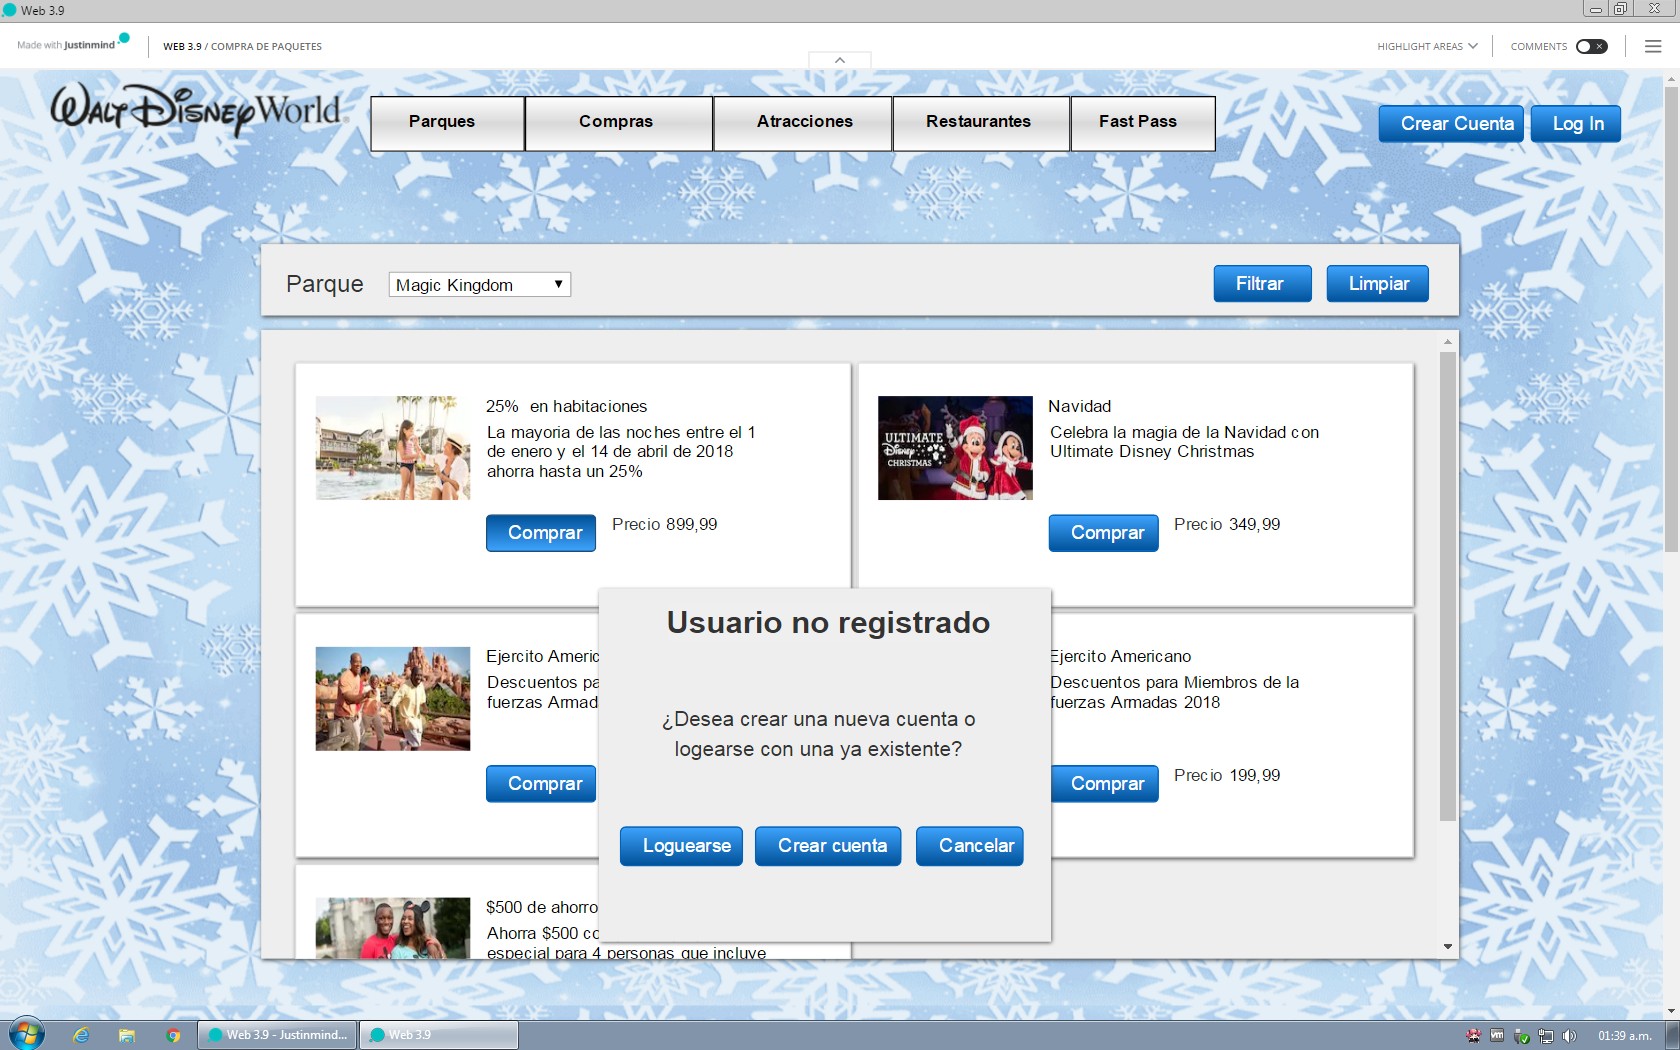 Web 3.9
Made with Justinmind
WEB 3.9 / COMPRA DE PAQUETES
HIGHLIGHT AREAS
COMMENTS
WALT DISNEY World
Parques
Compras
Atracciones
Restaurantes
Fast Pass
Crear Cuenta
Log In
Parque
Magic Kingdom
Filtrar
Limpiar
25% en habitaciones
La mayoria de las noches entre el 1
de enero y el 14 de abril de 2018
ahorra hasta un 25%
Comprar
Precio 899,99
ULTIMATE
Disney
CHRISTMAS
Navidad
Celebra la magia de la Navidad con
Ultimate Disney Christmas
Comprar
Precio 349,99
Ejercito Americ
Descuentos pa
fuerzas Armad
Comprar
Ejercito Americano
Descuentos para Miembros de la
fuerzas Armadas 2018
Comprar
Precio 199,99
Usuario no registrado
¿Desea crear una nueva cuenta o
logearse con una ya existente?
Loguearse
Crear cuenta
Cancelar
$500 de ahorro
Ahorra $500 co
especial para 4 personas que incluye
Web 3.9 - Justinmind...
Web 3.9
vm
01:39 a.m.